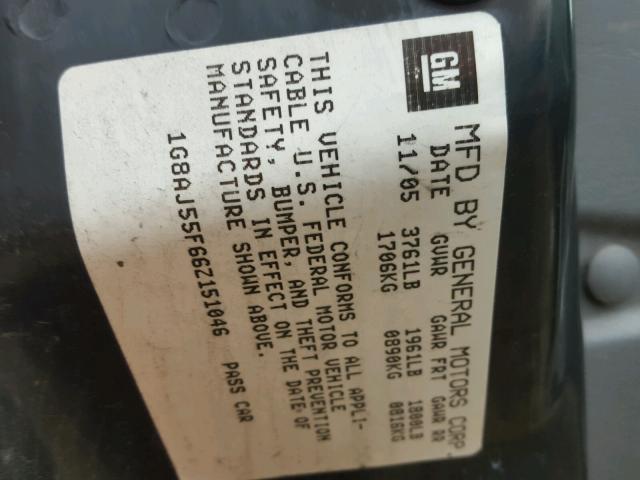 GM
MFD BY GENERAL MOTORS CORP
DATE GVWR GAWR FRT GAWR RR
11/05 3761LB 1961LB 1800LB
1706KG 0890KG 0816KG
THIS VEHICLE CONFORMS TO ALL APPLI-
CABLE U.S. FEDERAL MOTOR VEHICLE
SAFETY, BUMPER, AND THEFT PREVENTION
STANDARDS IN EFFECT ON THE DATE OF
MANUFACTURE SHOWN ABOVE.
1G8AJ55F66Z151046 PASS CAR